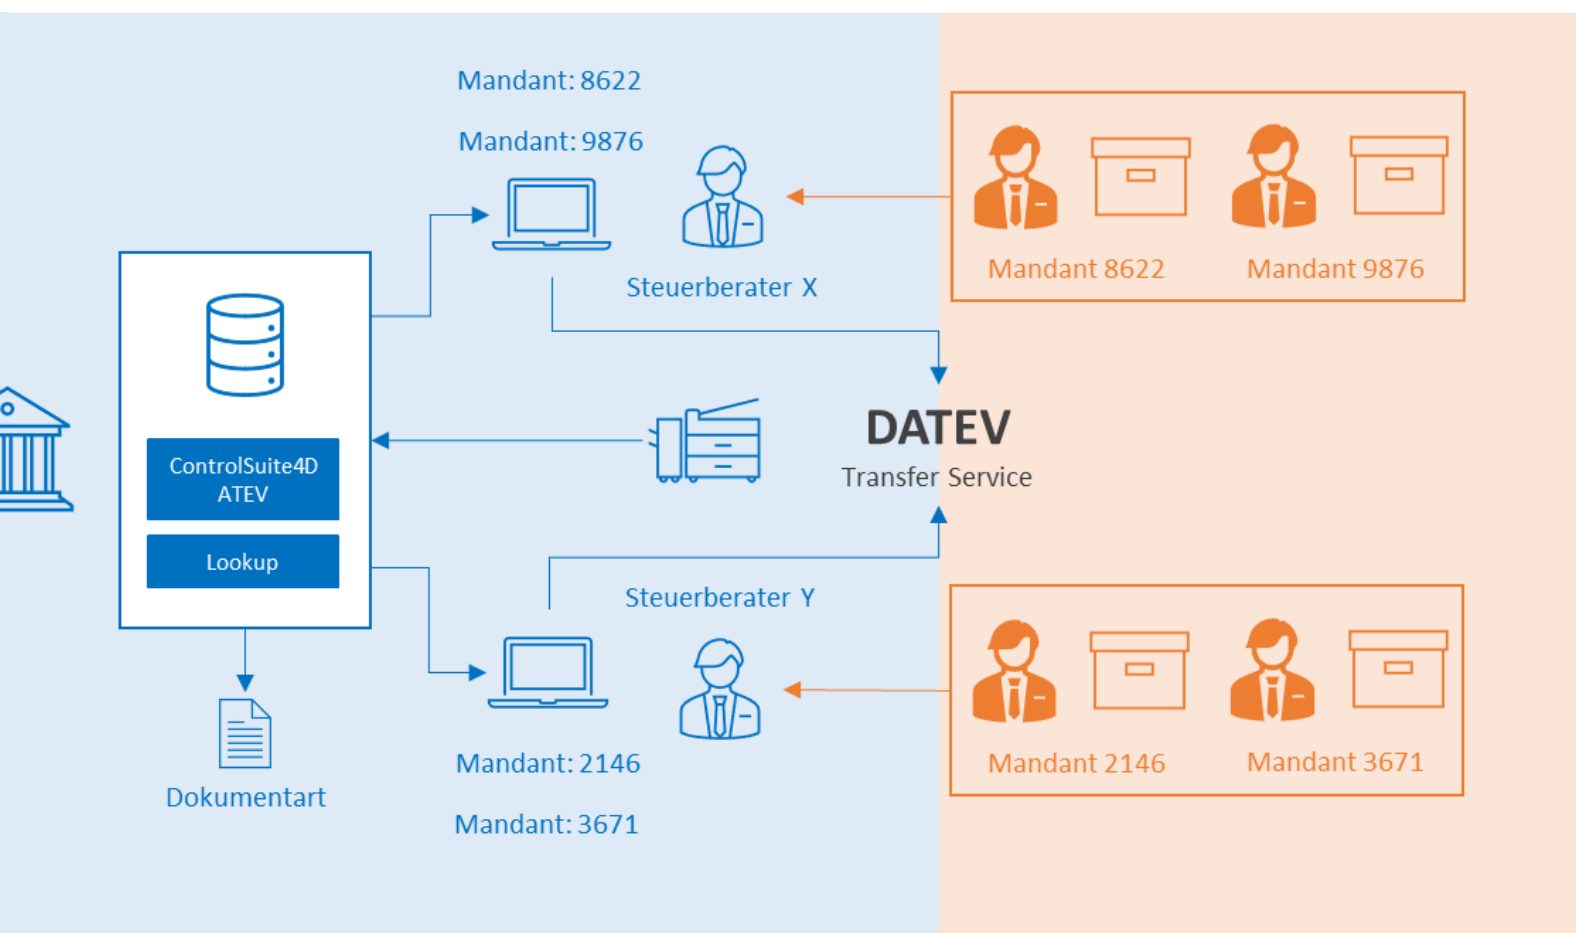 Mandant: 8622
Mandant: 9876
Steuerberater X
Mandant 8622
Mandant 9876
ControlSuite4D
ATEV
Lookup
DATEV
Transfer Service
Steuerberater Y
Dokumentart
Mandant: 2146
Mandant: 3671
Mandant 2146
Mandant 3671